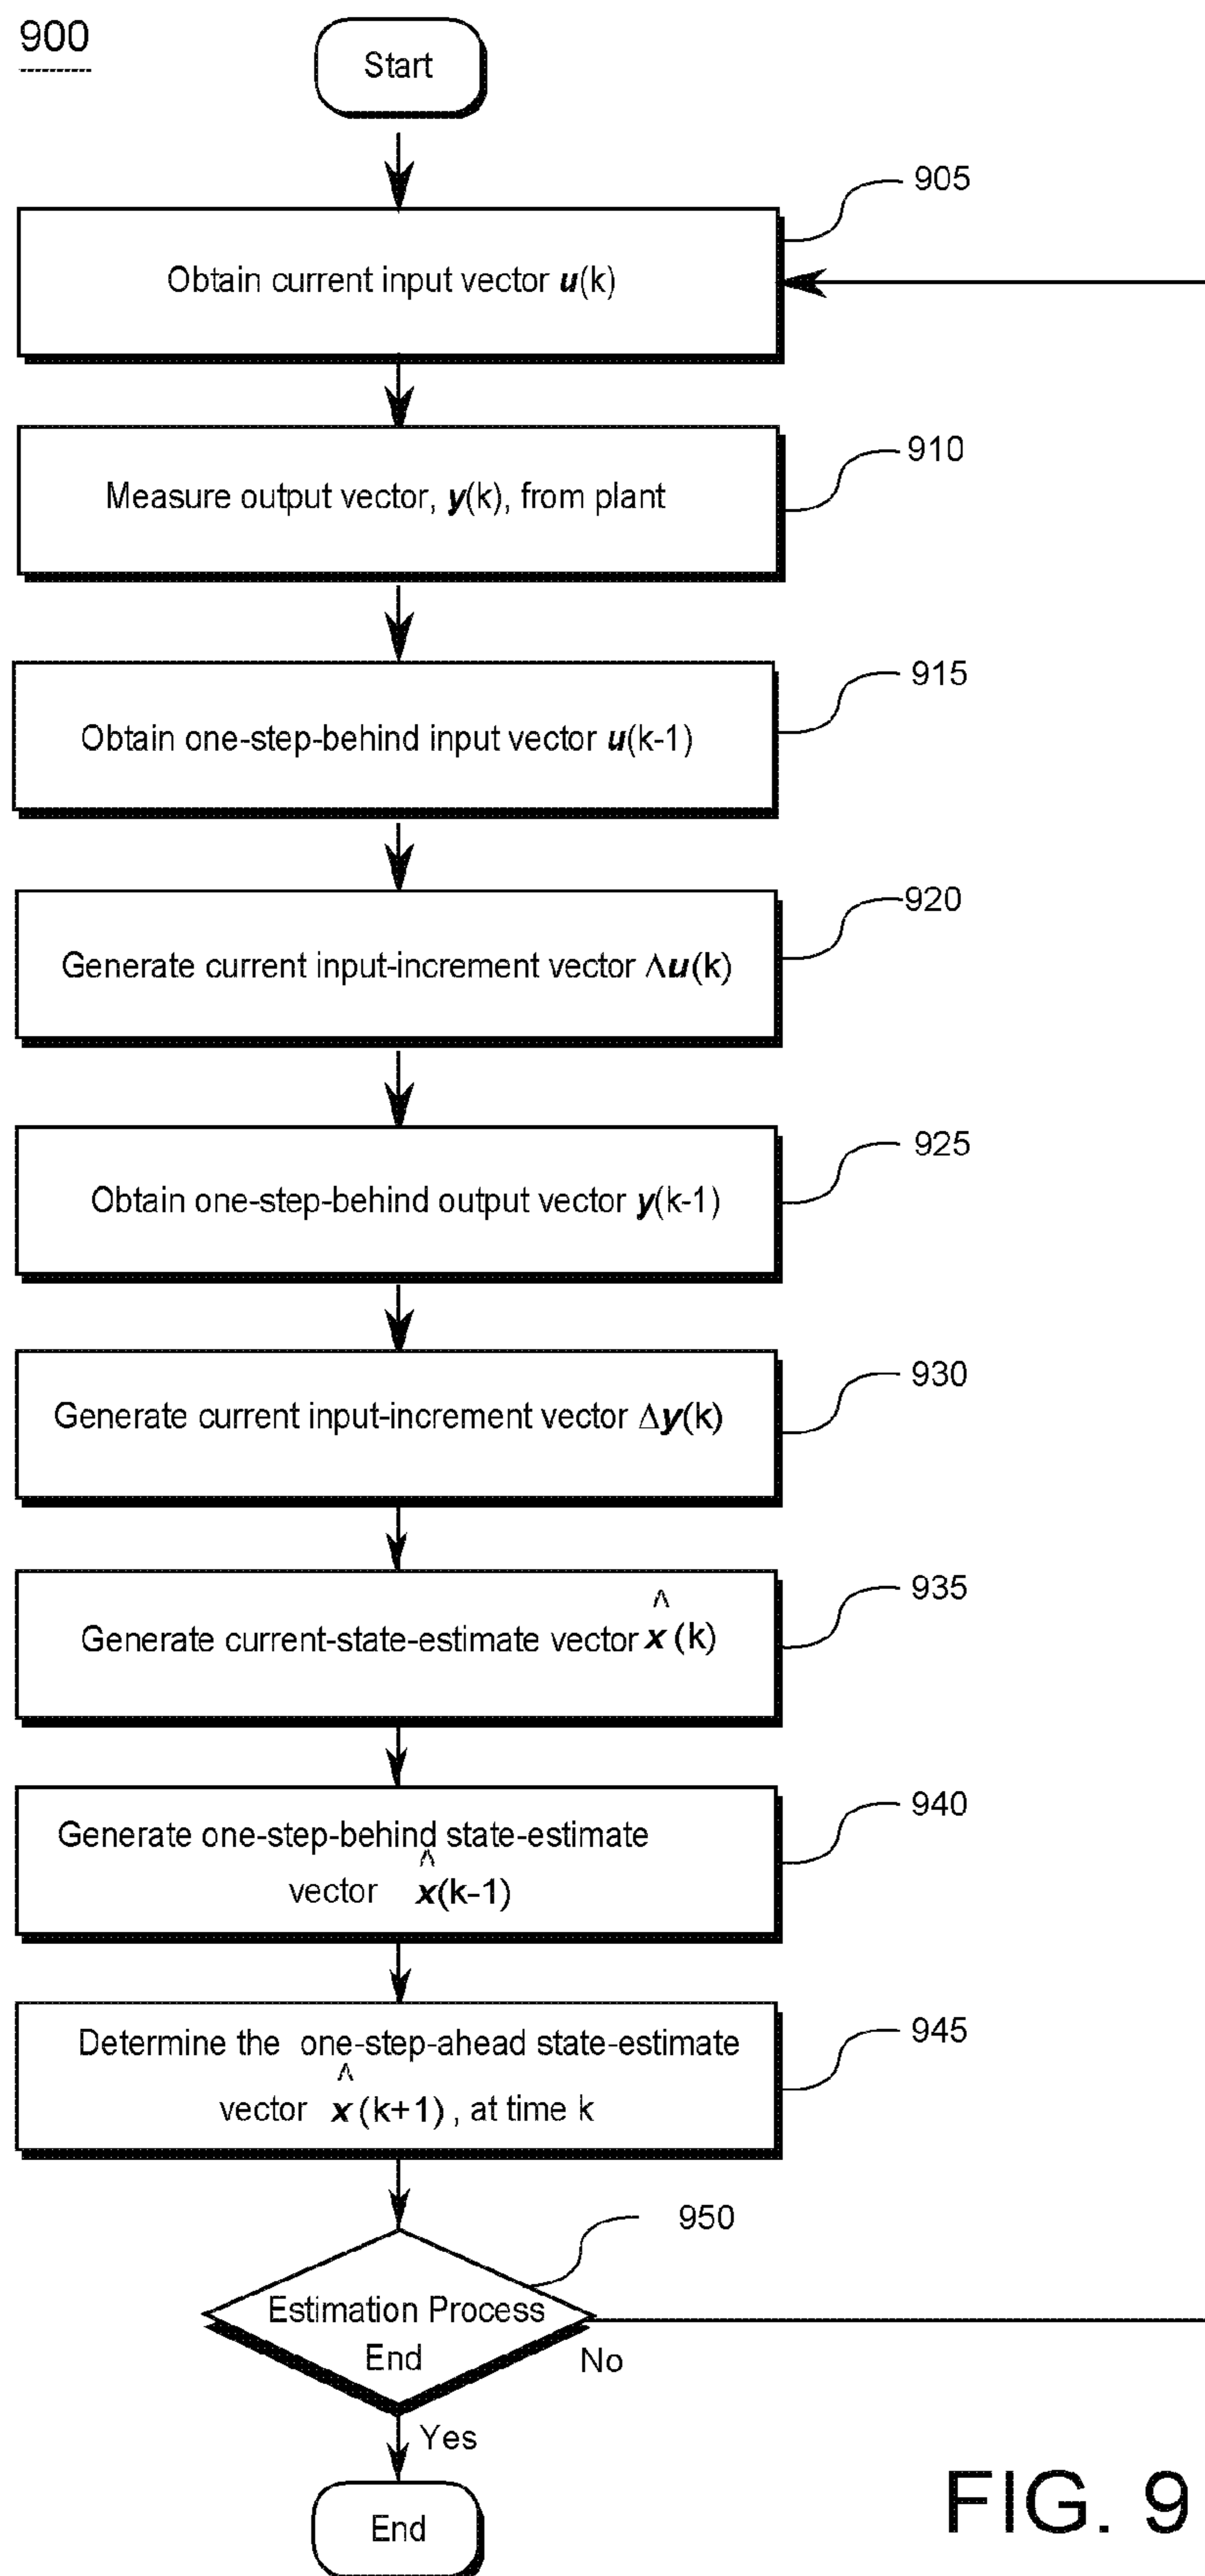 900
Start
905
Obtain current input vector u(k)
910
Measure output vector, y(k), from plant
915
Obtain one-step-behind input vector u(k-1)
920
Generate current input-increment vector Λu(k)
925
Obtain one-step-behind output vector y(k-1)
930
Generate current input-increment vector Δy(k)
935
Generate current-state-estimate vector x̂ (k)
940
Generate one-step-behind state-estimate
vector x̂(k-1)
945
Determine the one-step-ahead state-estimate
vector x̂ (k+1) , at time k
950
Estimation Process
End
No
Yes
End
FIG. 9